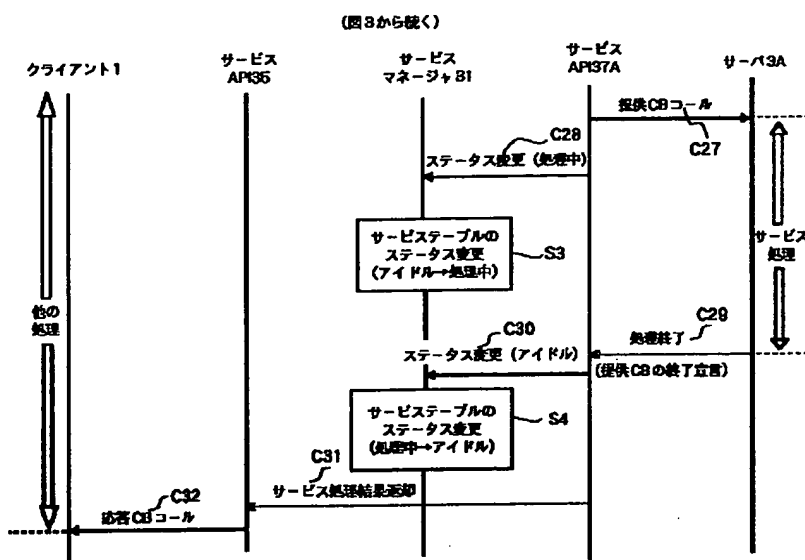 (図3から続く)
クライアント1
サービス
API35
サービス
マネージャ31
サービス
API37A
サーバ3A
提供CBコール
C27
C28
ステータス変更(処理中)
サービステーブルの
ステータス変更
(アイドル→処理中)
S3
サービス
処理
他の
処理
C29
処理終了
(提供CBの終了宣言)
C30
ステータス変更(アイドル)
サービステーブルの
ステータス変更
(処理中→アイドル)
S4
C31
サービス処理結果返却
C32
応答CBコール